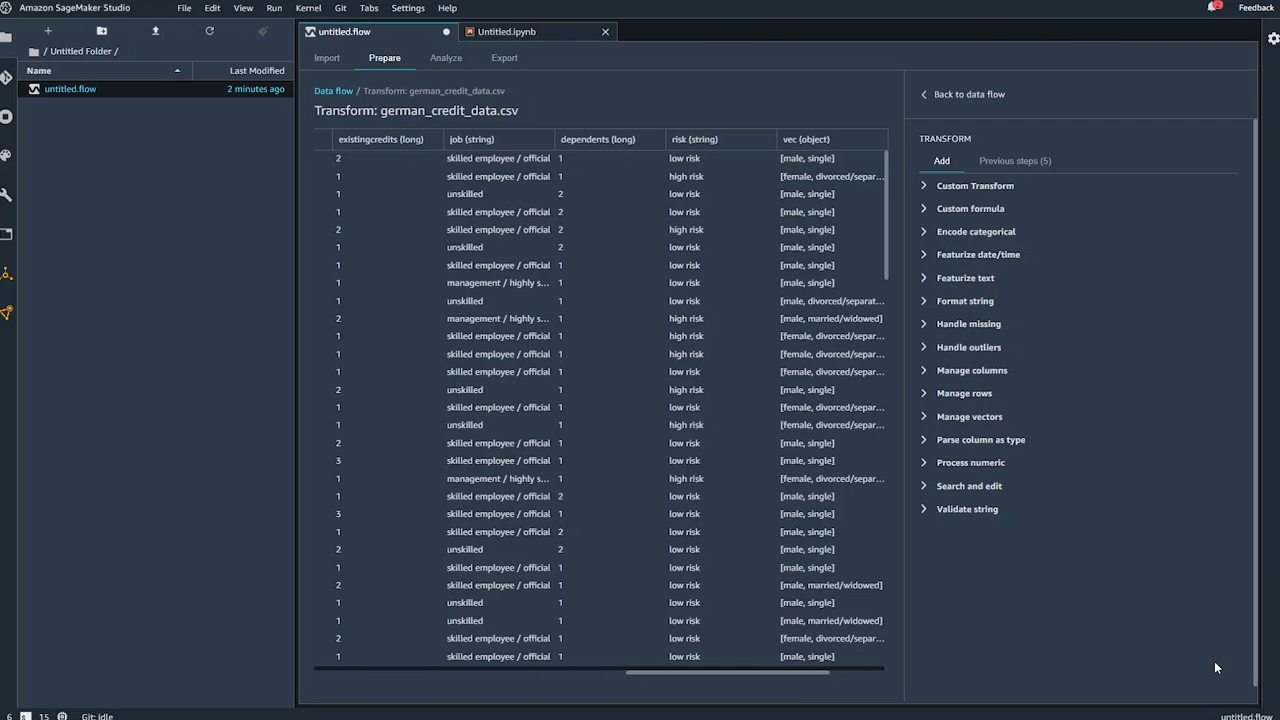 Amazon SageMaker Studio File Edit View Run Kernel Git Tabs Settings Help 2 Feedback
untitled.flow Untitled.ipynb
/ Untitled Folder /
Import Prepare Analyze Export
Name Last Modified
untitled.flow 2 minutes ago
Data flow / Transform: german_credit_data.csv
Transform: german_credit_data.csv
existingcredits (long) job (string) dependents (long) risk (string) vec (object)
2 skilled employee / official 1 low risk [male, single]
1 skilled employee / official 1 high risk [female, divorced/separ...
1 unskilled 2 low risk [male, single]
1 skilled employee / official 2 low risk [male, single]
2 skilled employee / official 2 high risk [male, single]
1 unskilled 2 low risk [male, single]
1 skilled employee / official 1 low risk [male, single]
1 management / highly s... 1 low risk [male, single]
1 unskilled 1 low risk [male, divorced/separat...
2 management / highly s... 1 high risk [male, married/widowed]
1 skilled employee / official 1 high risk [female, divorced/separ...
1 skilled employee / official 1 high risk [female, divorced/separ...
1 skilled employee / official 1 low risk [female, divorced/separ...
2 unskilled 1 high risk [male, single]
1 skilled employee / official 1 low risk [female, divorced/separ...
1 unskilled 1 high risk [female, divorced/separ...
2 skilled employee / official 1 low risk [male, single]
3 skilled employee / official 1 low risk [male, single]
1 management / highly s... 1 high risk [female, divorced/separ...
1 skilled employee / official 2 low risk [male, single]
3 skilled employee / official 1 low risk [male, single]
1 skilled employee / official 2 low risk [male, single]
2 unskilled 2 low risk [male, single]
1 skilled employee / official 1 low risk [male, single]
2 skilled employee / official 1 low risk [male, married/widowed]
1 unskilled 1 low risk [male, single]
1 unskilled 1 low risk [male, married/widowed]
2 skilled employee / official 1 low risk [female, divorced/separ...
1 skilled employee / official 1 low risk [male, single]
Back to data flow
TRANSFORM
Add Previous steps (5)
Custom Transform
Custom formula
Encode categorical
Featurize date/time
Featurize text
Format string
Handle missing
Handle outliers
Manage columns
Manage rows
Manage vectors
Parse column as type
Process numeric
Search and edit
Validate string
6 15 Git: idle untitled.flow